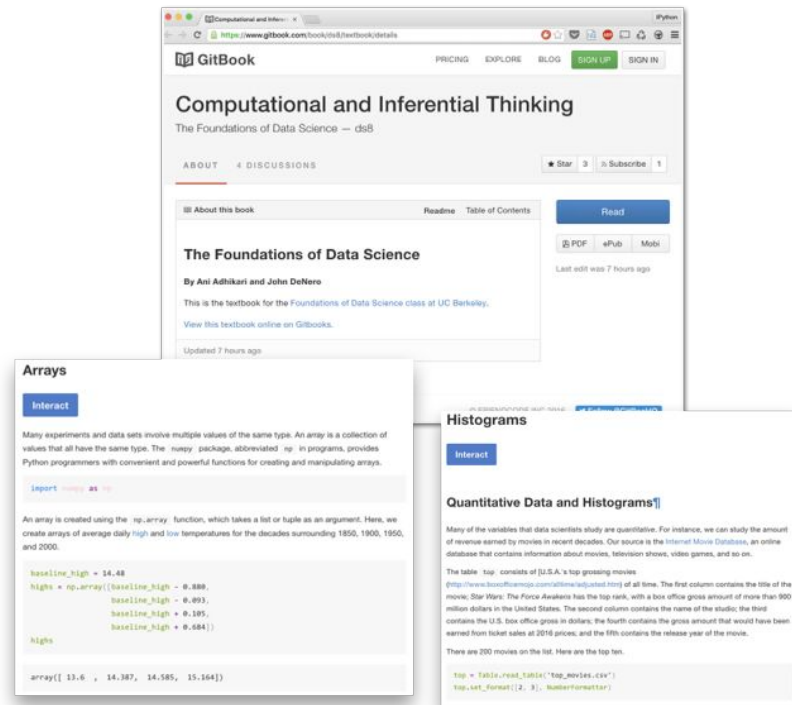 Computational and Inferen
IPython
https://www.gitbook.com/book/ds8/textbook/details
GitBook
PRICING EXPLORE BLOG SIGN UP SIGN IN
Computational and Inferential Thinking
The Foundations of Data Science — ds8
ABOUT 4 DISCUSSIONS
Star 3 Subscribe 1
About this book Readme Table of Contents
Read
PDF ePub Mobi
Last edit was 7 hours ago
The Foundations of Data Science
By Ani Adhikari and John DeNero
This is the textbook for the Foundations of Data Science class at UC Berkeley.
View this textbook online on Gitbooks.
Updated 7 hours ago
Arrays
Interact
Many experiments and data sets involve multiple values of the same type. An array is a collection of
values that all have the same type. The numpy package, abbreviated np in programs, provides
Python programmers with convenient and powerful functions for creating and manipulating arrays.
import numpy as np
An array is created using the np.array function, which takes a list or tuple as an argument. Here, we
create arrays of average daily high and low temperatures for the decades surrounding 1850, 1900, 1950,
and 2000.
baseline_high = 14.48
highs = np.array([baseline_high - 0.880,
baseline_high - 0.093,
baseline_high + 0.105,
baseline_high + 0.684])
highs
array([ 13.6 , 14.387, 14.585, 15.164])
Histograms
Interact
Quantitative Data and Histograms¶
Many of the variables that data scientists study are quantitative. For instance, we can study the amount
of revenue earned by movies in recent decades. Our source is the Internet Movie Database, an online
database that contains information about movies, television shows, video games, and so on.
The table top consists of [U.S.A.'s top grossing movies
(http://www.boxofficemojo.com/alltime/adjusted.htm) of all time. The first column contains the title of the
movie; Star Wars: The Force Awakens has the top rank, with a box office gross amount of more than 900
million dollars in the United States. The second column contains the name of the studio; the third
contains the U.S. box office gross in dollars; the fourth contains the gross amount that would have been
earned from ticket sales at 2016 prices; and the fifth contains the release year of the movie.
There are 200 movies on the list. Here are the top ten.
top = Table.read_table('top_movies.csv')
top.set_format([2, 3], NumberFormatter)